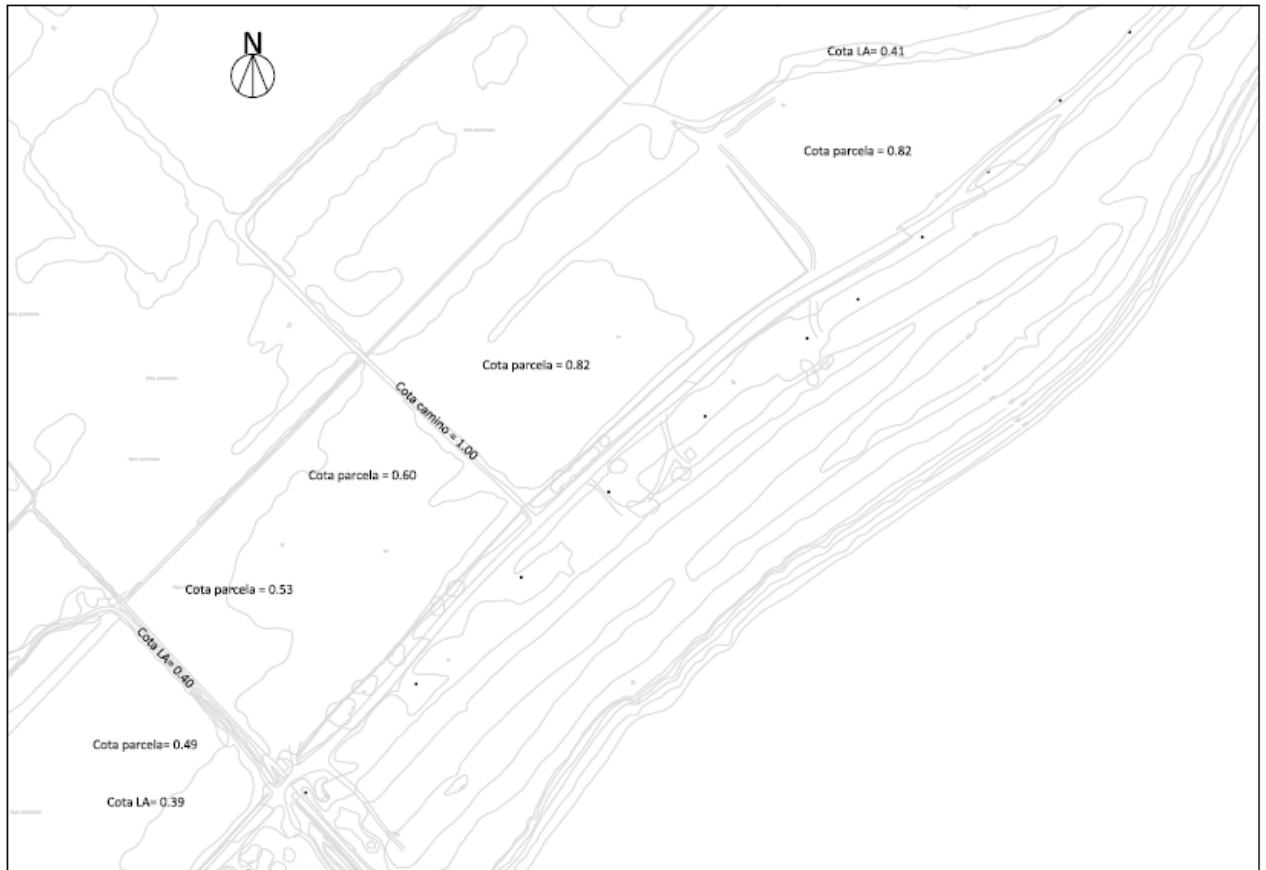 N
Cota LA= 0.41
Cota parcela = 0.82
Cota parcela = 0.82
Cota camino = 1.00
Cota parcela = 0.60
Cota parcela = 0.53
Cota LA= 0.40
Cota parcela= 0.49
Cota LA= 0.39